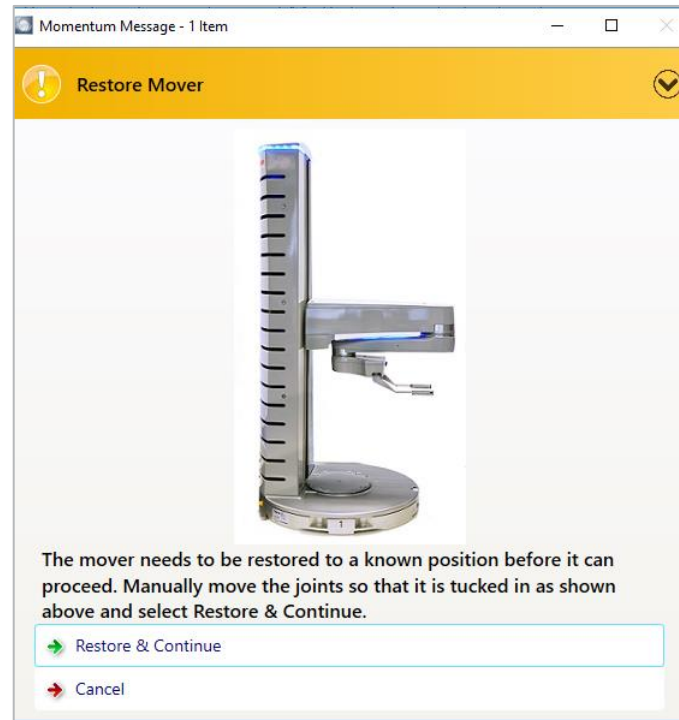 Momentum Message - 1 Item
Restore Mover
1
The mover needs to be restored to a known position before it can
proceed. Manually move the joints so that it is tucked in as shown
above and select Restore & Continue.
Restore & Continue
Cancel